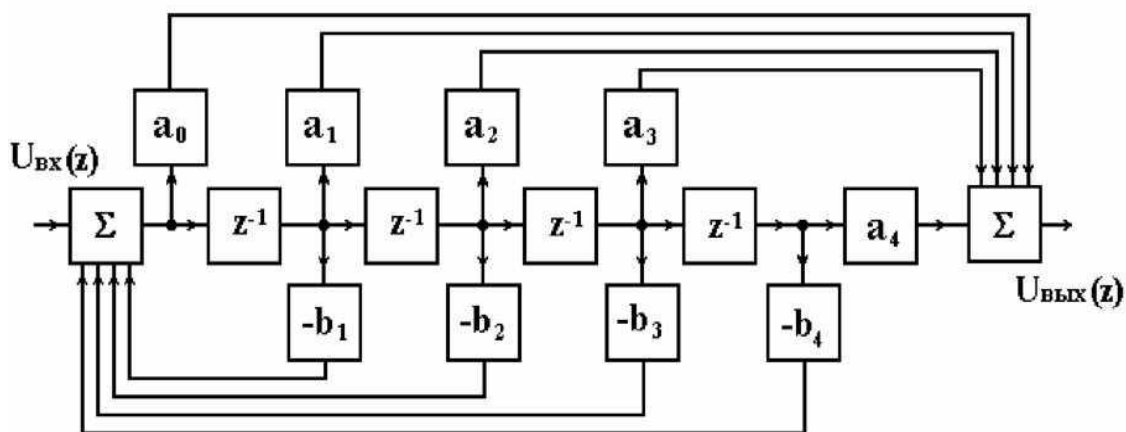 a₀ a₁ a₂ a₃
Uвх(z)
Σ z⁻¹ z⁻¹ z⁻¹ z⁻¹ a₄ Σ
Uвых(z)
-b₁ -b₂ -b₃ -b₄